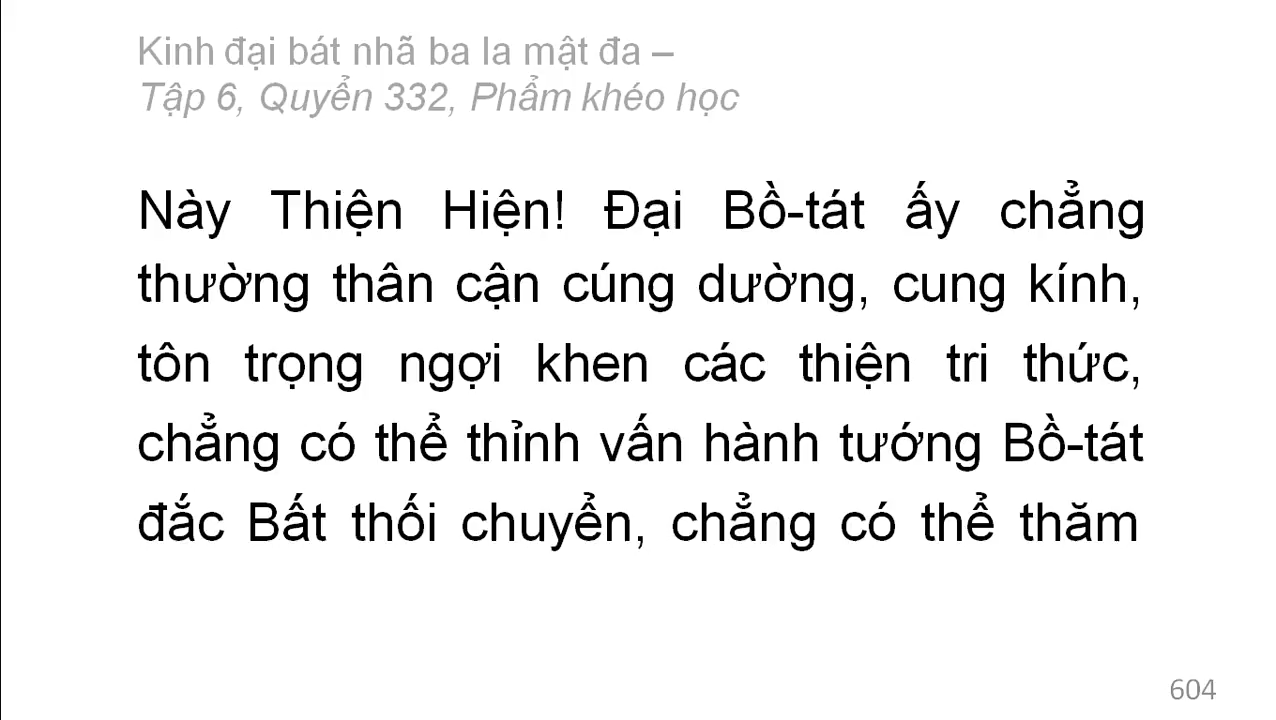 Kinh đại bát nhã ba la mật đa –
Tập 6, Quyển 332, Phẩm khéo học
Này Thiện Hiện! Đại Bồ-tát ấy chẳng
thường thân cận cúng dường, cung kính,
tôn trọng ngợi khen các thiện tri thức,
chẳng có thể thỉnh vấn hành tướng Bồ-tát
đắc Bất thối chuyển, chẳng có thể thăm
604